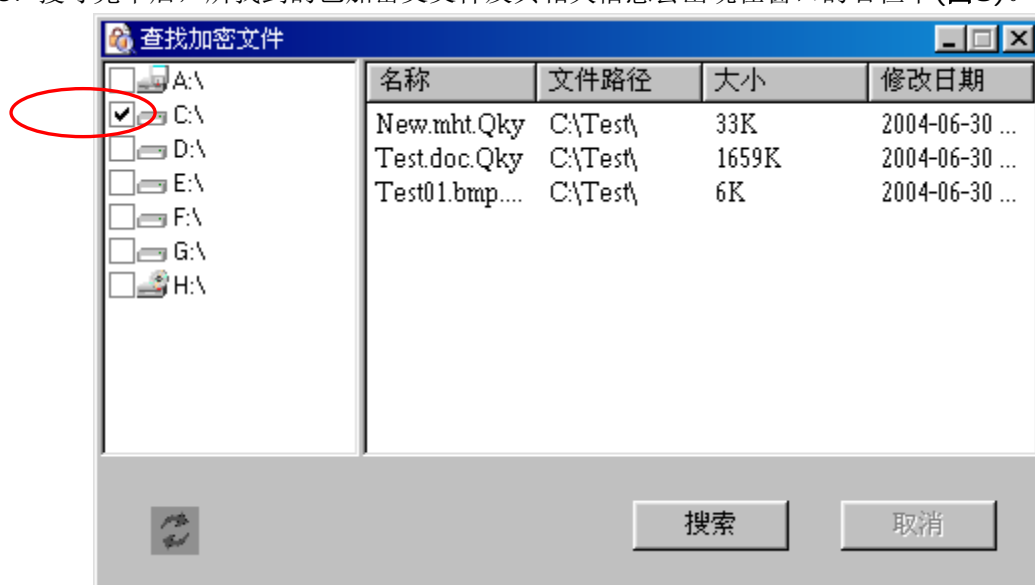 查找加密文件
A:\
C:\
D:\
E:\
F:\
G:\
H:\
名称 文件路径 大小 修改日期
New.mht.Qky C:\Test\ 33K 2004-06-30 ...
Test.doc.Qky C:\Test\ 1659K 2004-06-30 ...
Test01.bmp.... C:\Test\ 6K 2004-06-30 ...
搜索 取消